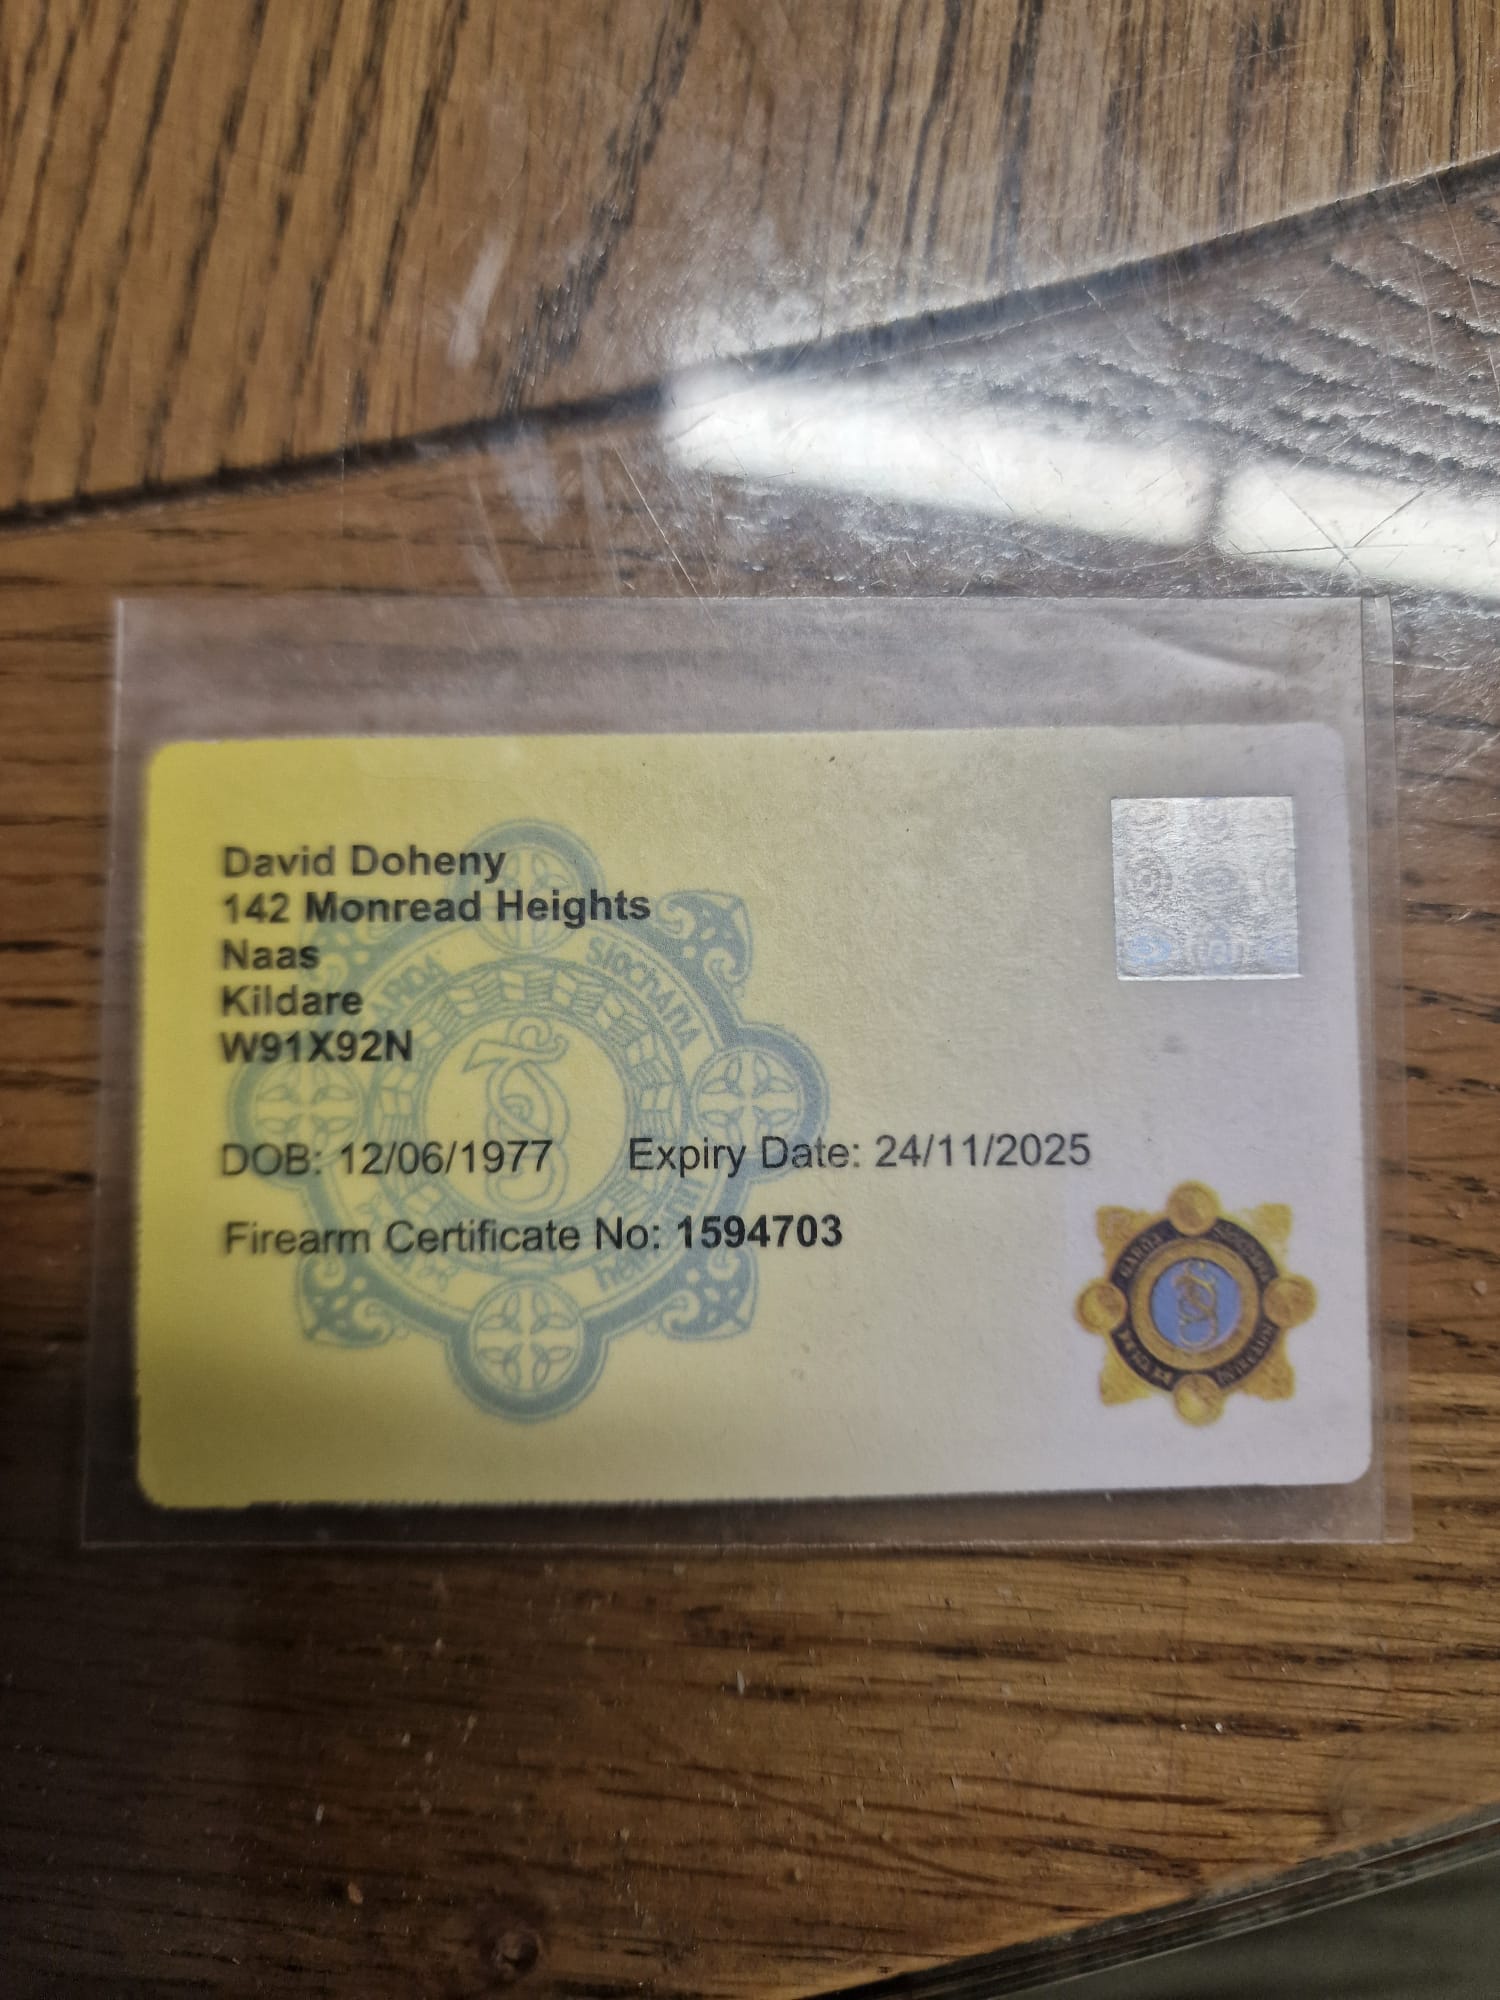 David Doheny
142 Monread Heights
Naas
Kildare
W91X92N
DOB: 12/06/1977 Expiry Date: 24/11/2025
Firearm Certificate No: 1594703
SíochánA